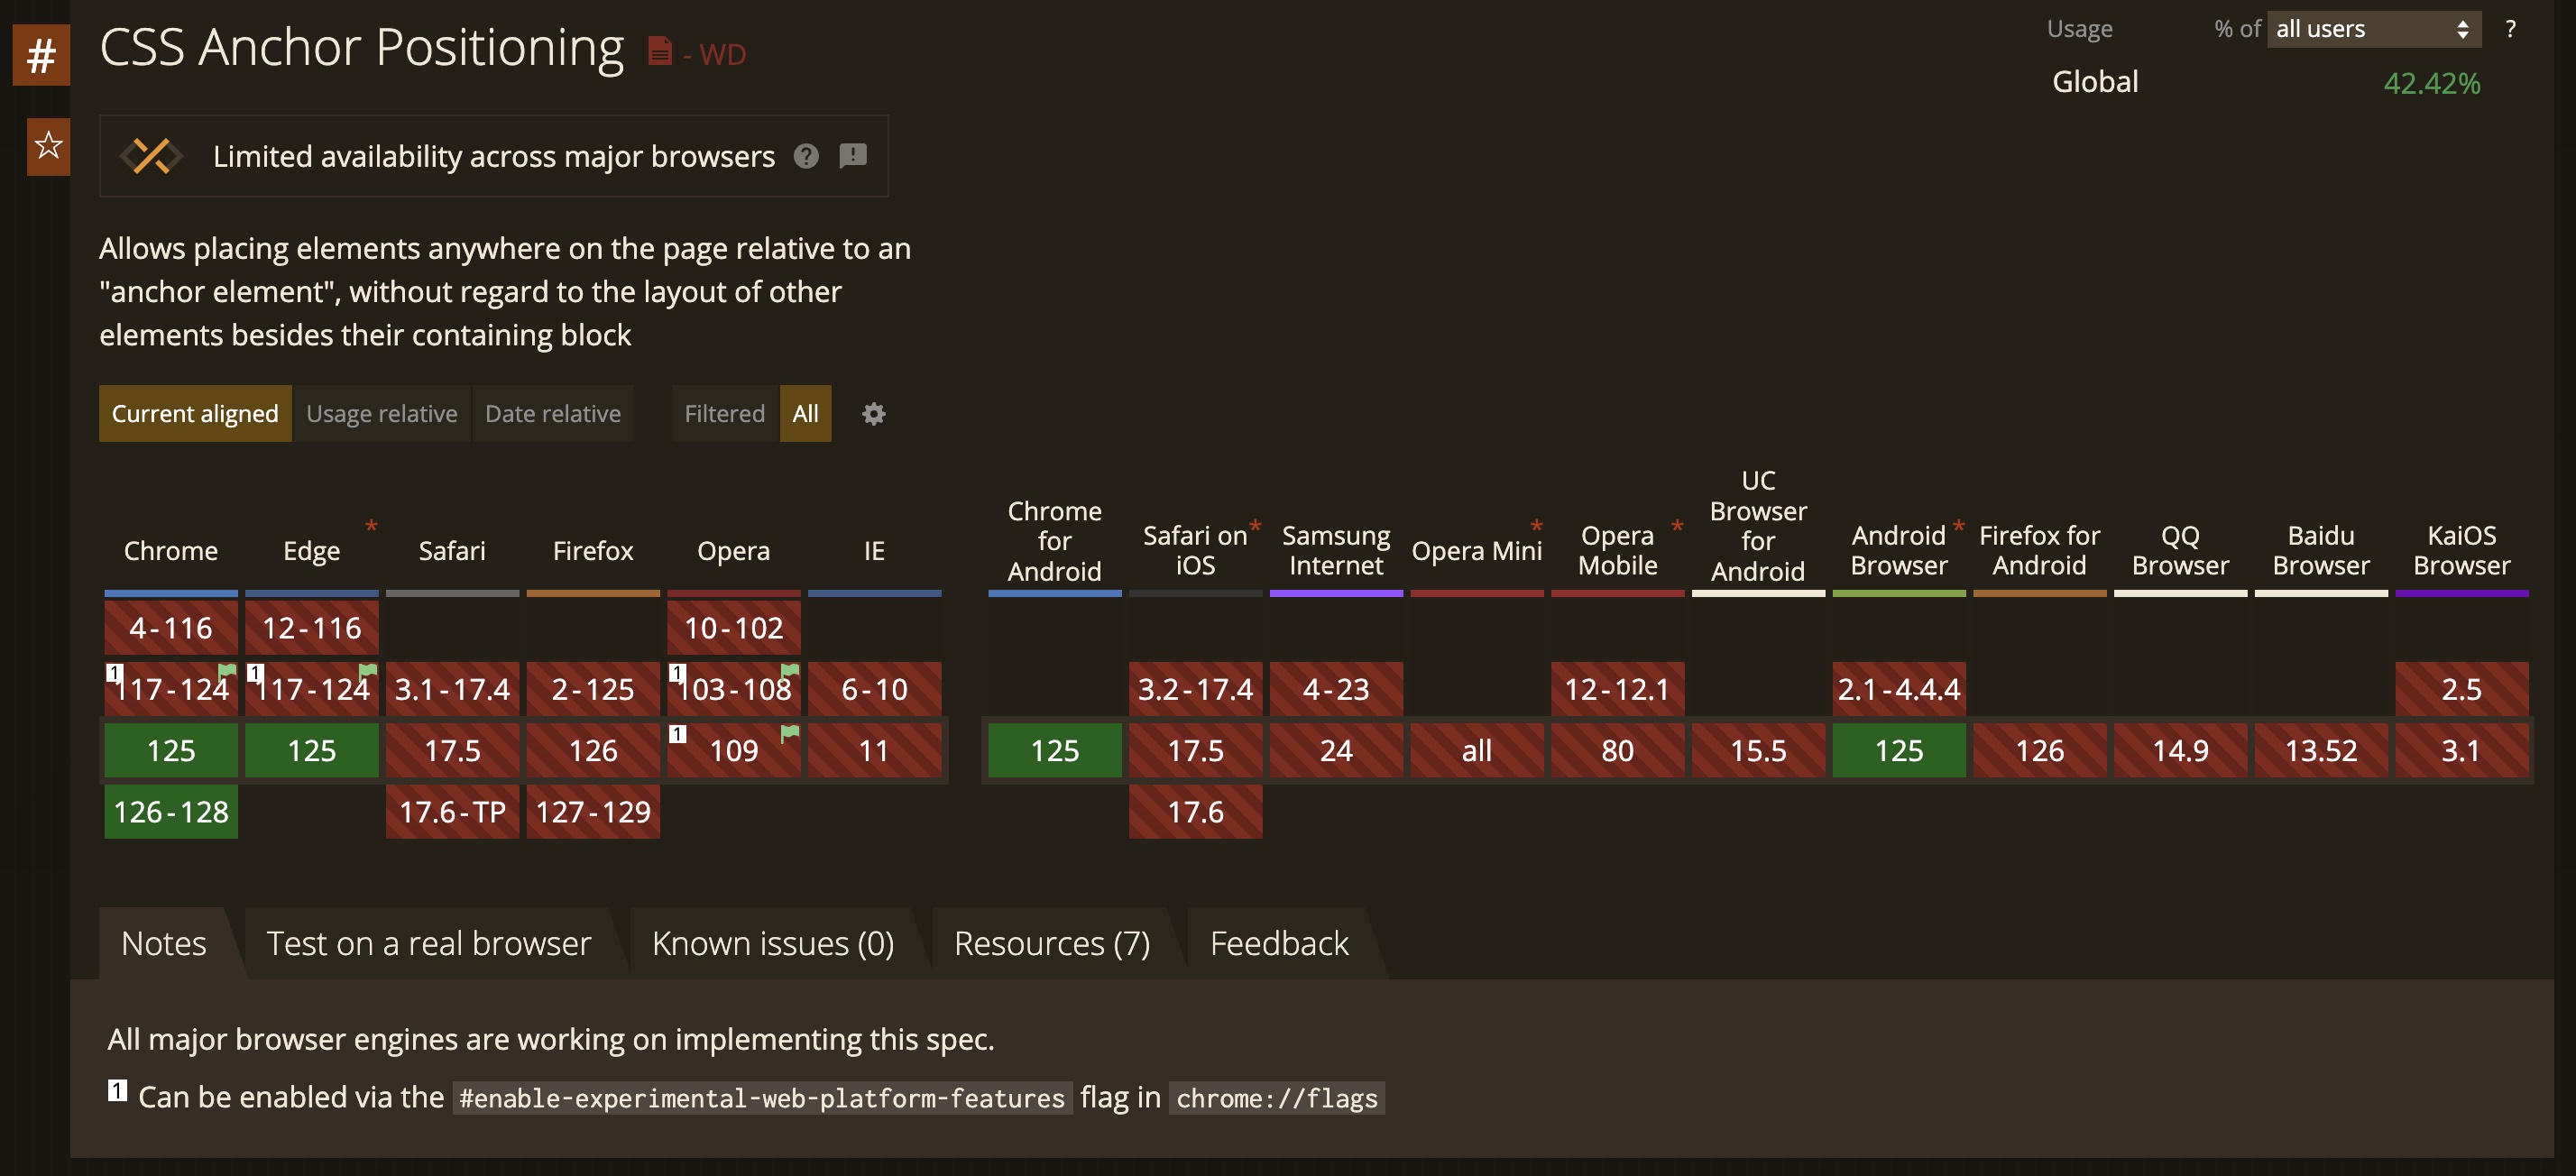 #
CSS Anchor Positioning - WD
Usage % of all users ?
Global 42.42%
Limited availability across major browsers ?
Allows placing elements anywhere on the page relative to an
"anchor element", without regard to the layout of other
elements besides their containing block
Current aligned Usage relative Date relative Filtered All
Chrome
Edge *
Safari
Firefox
Opera
IE
Chrome
for
Android
Safari on *
iOS
Samsung
Internet
Opera Mini *
Opera *
Mobile
UC
Browser
for
Android
Android *
Browser
Firefox for
Android
QQ
Browser
Baidu
Browser
KaiOS
Browser
4-116 12-116 10-102
1 117-124 1 117-124 3.1-17.4 2-125 1 103-108 6-10 3.2-17.4 4-23 12-12.1 2.1-4.4.4 2.5
125 125 17.5 126 1 109 11 125 17.5 24 all 80 15.5 125 126 14.9 13.52 3.1
126-128 17.6-TP 127-129 17.6
Notes Test on a real browser Known issues (0) Resources (7) Feedback
All major browser engines are working on implementing this spec.
1 Can be enabled via the #enable-experimental-web-platform-features flag in chrome://flags